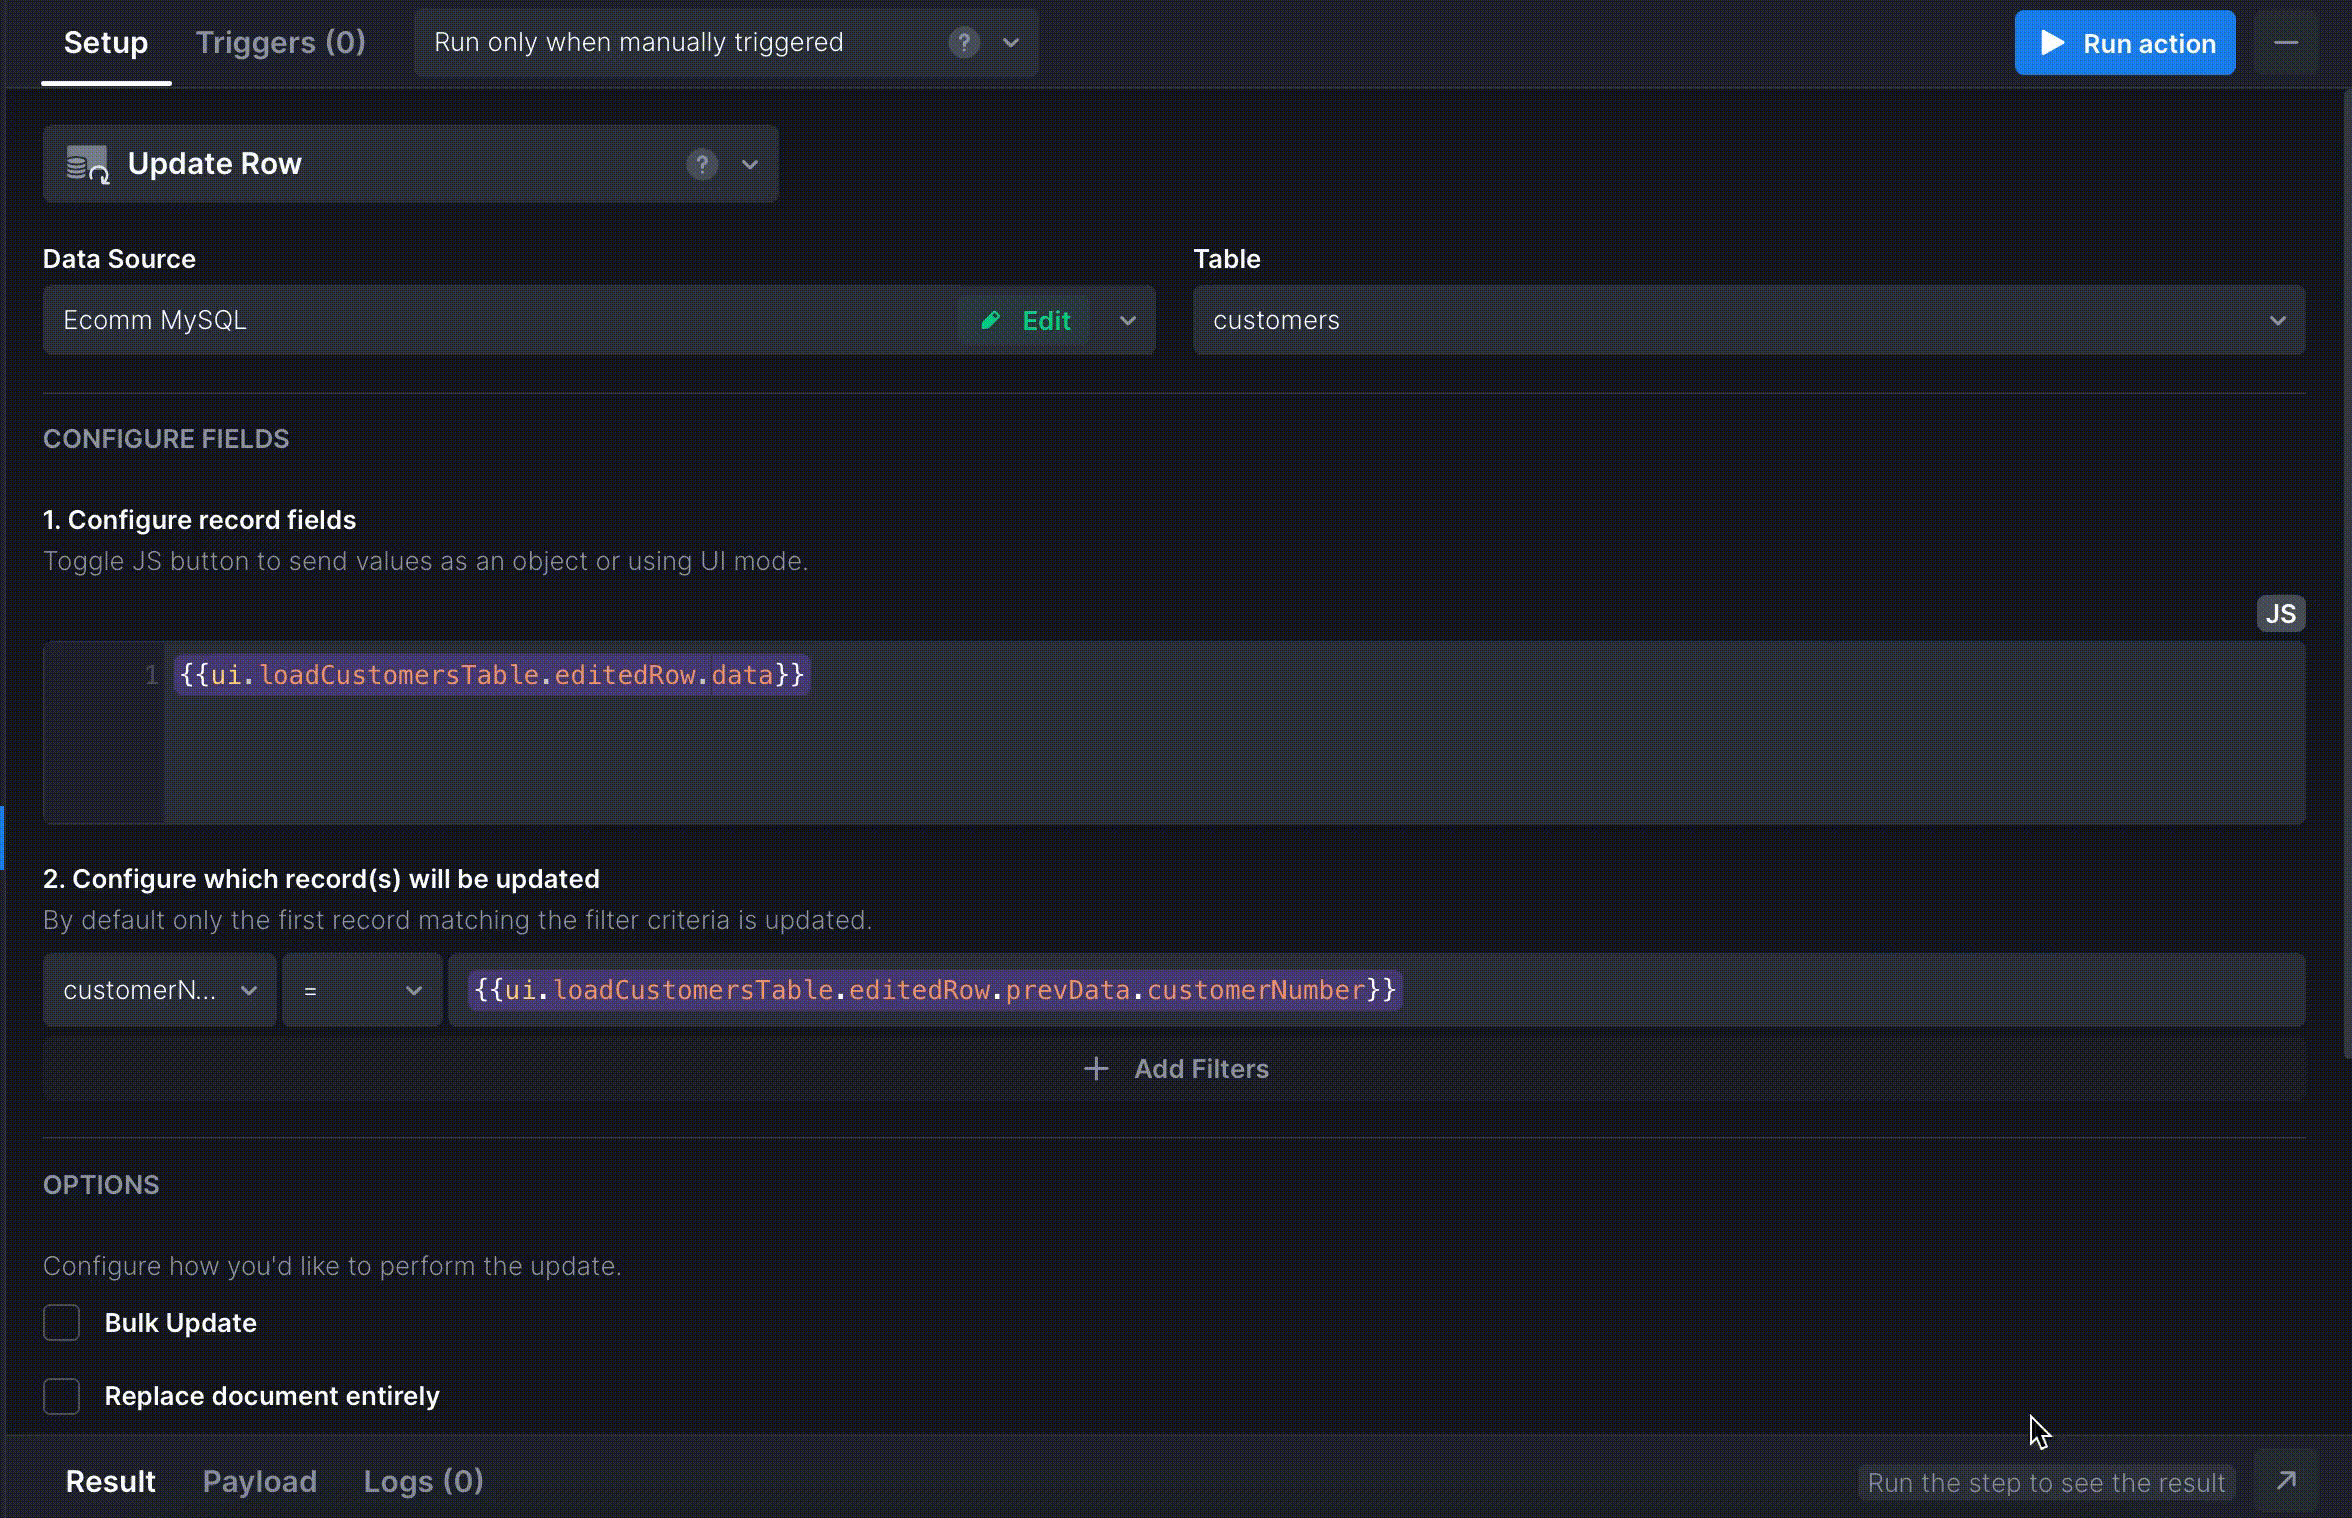 Setup Triggers (0) Run only when manually triggered ? Run action
Update Row ?
Data Source Table
Ecomm MySQL Edit customers
CONFIGURE FIELDS
1. Configure record fields
Toggle JS button to send values as an object or using UI mode.
JS
1 {{ui.loadCustomersTable.editedRow.data}}
2. Configure which record(s) will be updated
By default only the first record matching the filter criteria is updated.
customerN... = {{ui.loadCustomersTable.editedRow.prevData.customerNumber}}
+ Add Filters
OPTIONS
Configure how you'd like to perform the update.
Bulk Update
Replace document entirely
Result Payload Logs (0) Run the step to see the result